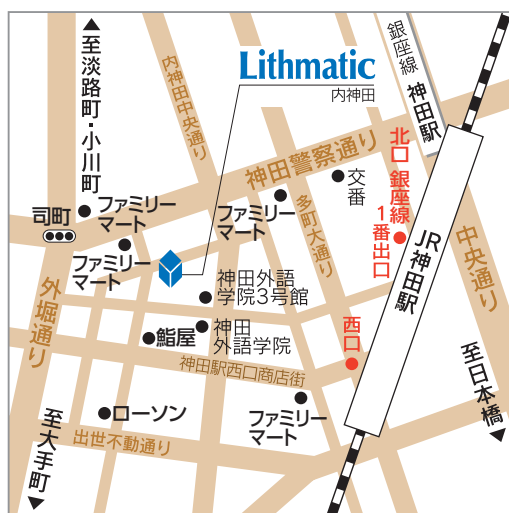 至淡路町・小川町
内神田中央通り
Lithmatic
内神田
銀座線
神田駅
神田警察通り
交番
北口 銀座線
1番出口
司町
ファミリー
マート
ファミリー
マート
ファミリー
マート
多町大通り
JR神田駅
中央通り
外堀通り
神田外語
学院3号館
鮨屋
神田
外語学院
西口
神田駅西口商店街
至日本橋
ローソン
ファミリー
マート
出世不動通り
至大手町